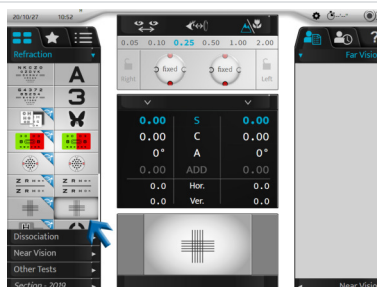 20/10/27 10:52
Refraction
A
3
Z R M H S
Z R M H S
Dissociation
Near Vision
Other Tests
Section - 2019
0.05 0.10 0.25 0.50 1.00 2.00
fixed
fixed
Right
Left
0.00 S 0.00
0.00 C 0.00
0° A 0°
0.00 ADD 0.00
0.0 Hor. 0.0
0.0 Ver. 0.0
?
Far Visio
Near Visio